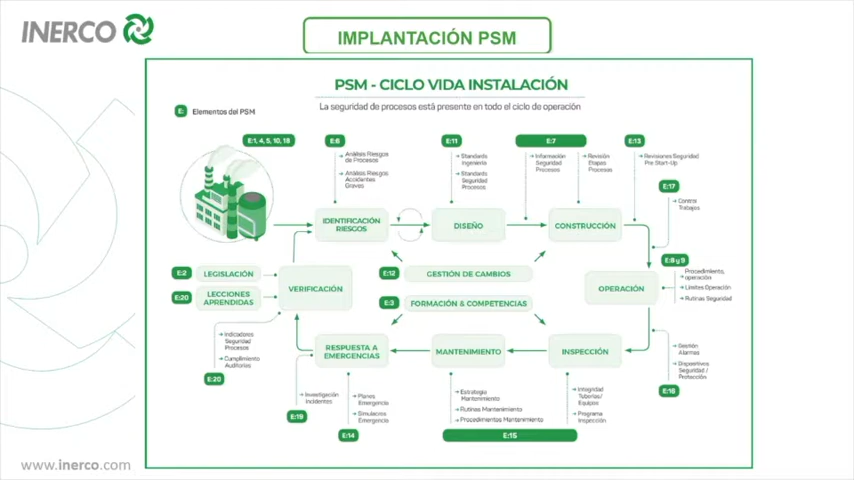 INERCO
IMPLANTACIÓN PSM
PSM - CICLO VIDA INSTALACIÓN
La seguridad de procesos está presente en todo el ciclo de operación
E: Elementos del PSM
E:1, 4, 5, 10, 18
E:6
Análisis Riesgos
de Procesos
Análisis Riesgos
Accidentes
Graves
E:11
Standards
Ingeniería
Standards
Seguridad
Procesos
E:7
Información
Seguridad
Procesos
Revisión
Etapas
Procesos
E:13
Revisiones Seguridad
Pre Start-Up
E:17
Control
Trabajos
IDENTIFICACIÓN
RIESGOS
DISEÑO
CONSTRUCCIÓN
E:8 y 9
Procedimiento,
operación
Límites Operación
Rutinas Seguridad
E:2
LEGISLACIÓN
E:20
LECCIONES
APRENDIDAS
VERIFICACIÓN
E:12
GESTIÓN DE CAMBIOS
E:3
FORMACIÓN & COMPETENCIAS
OPERACIÓN
Indicadores
Seguridad
Procesos
Cumplimiento
Auditorías
E:20
RESPUESTA A
EMERGENCIAS
MANTENIMIENTO
INSPECCIÓN
Gestión
Alarmas
Dispositivos
Seguridad /
Protección
E:16
Investigación
Incidentes
E:19
Planes
Emergencia
Simulacros
Emergencia
E:14
Estrategia
Mantenimiento
Rutinas Mantenimiento
Procedimientos Mantenimiento
Integridad
Tuberías/
Equipos
Programa
Inspección
E:15
www.inerco.com